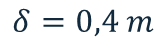 δ = 0,4 m